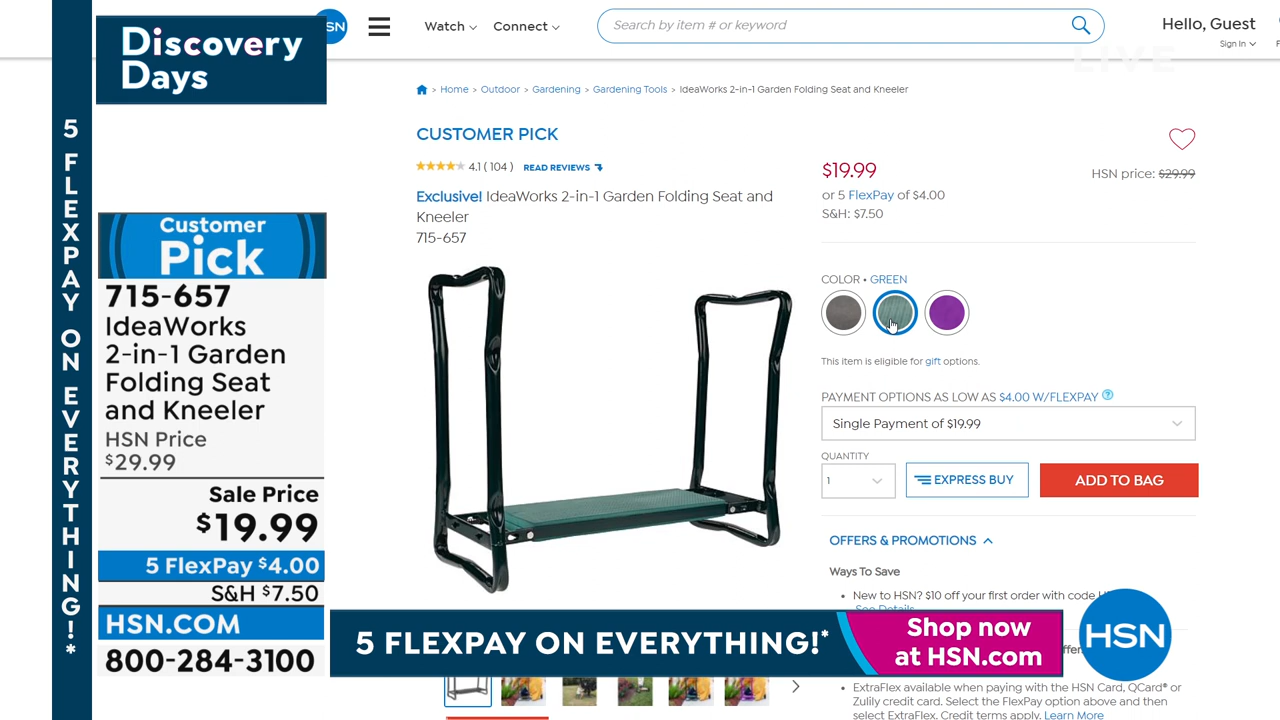 Discovery
Days
5 FLEXPAY ON EVERYTHING!*
Customer
Pick
715-657
IdeaWorks
2-in-1 Garden
Folding Seat
and Kneeler
HSN Price
$29.99
Sale Price
$19.99
5 FlexPay $4.00
S&H $7.50
HSN.COM
800-284-3100
SN
Watch
Connect
Search by item # or keyword
Hello, Guest
Sign In
LIVE
> Home > Outdoor > Gardening > Gardening Tools > IdeaWorks 2-in-1 Garden Folding Seat and Kneeler
CUSTOMER PICK
4.1 ( 104 ) READ REVIEWS
Exclusive! IdeaWorks 2-in-1 Garden Folding Seat and
Kneeler
715-657
$19.99
HSN price: $29.99
or 5 FlexPay of $4.00
S&H: $7.50
COLOR • GREEN
This item is eligible for gift options.
PAYMENT OPTIONS AS LOW AS $4.00 W/FLEXPAY ?
Single Payment of $19.99
QUANTITY
1
EXPRESS BUY
ADD TO BAG
OFFERS & PROMOTIONS
Ways To Save
• New to HSN? $10 off your first order with code
See Details
• ExtraFlex available when paying with the HSN Card, QCard® or
Zulily credit card. Select the FlexPay option above and then
select ExtraFlex. Credit terms apply. Learn More
5 FLEXPAY ON EVERYTHING!*
Shop now
at HSN.com
HSN